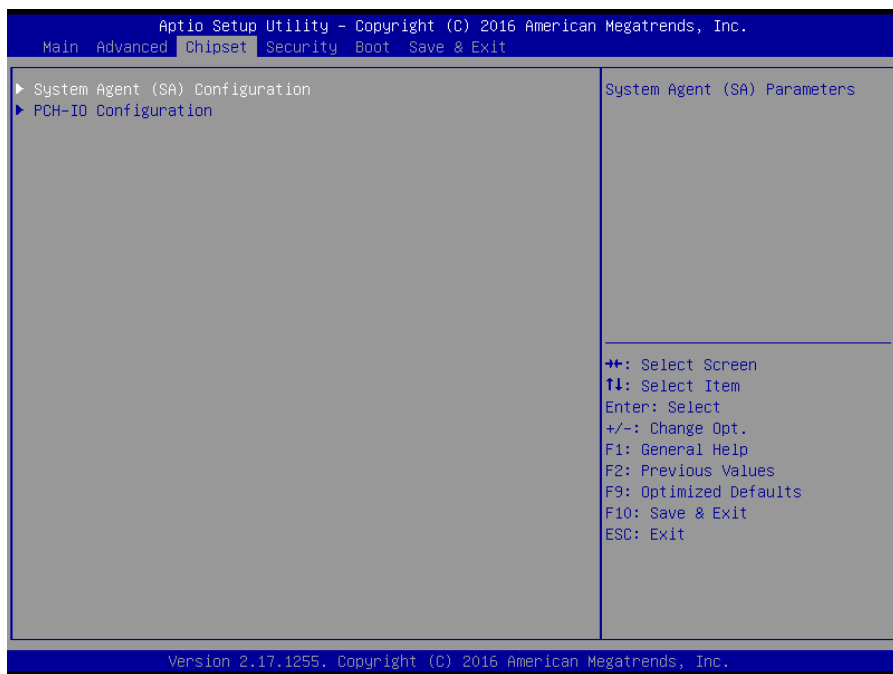 Aptio Setup Utility – Copyright (C) 2016 American Megatrends, Inc.
Main Advanced Chipset Security Boot Save & Exit
▶ System Agent (SA) Configuration
▶ PCH-IO Configuration
System Agent (SA) Parameters
→←: Select Screen
↑↓: Select Item
Enter: Select
+/-: Change Opt.
F1: General Help
F2: Previous Values
F9: Optimized Defaults
F10: Save & Exit
ESC: Exit
Version 2.17.1255. Copyright (C) 2016 American Megatrends, Inc.